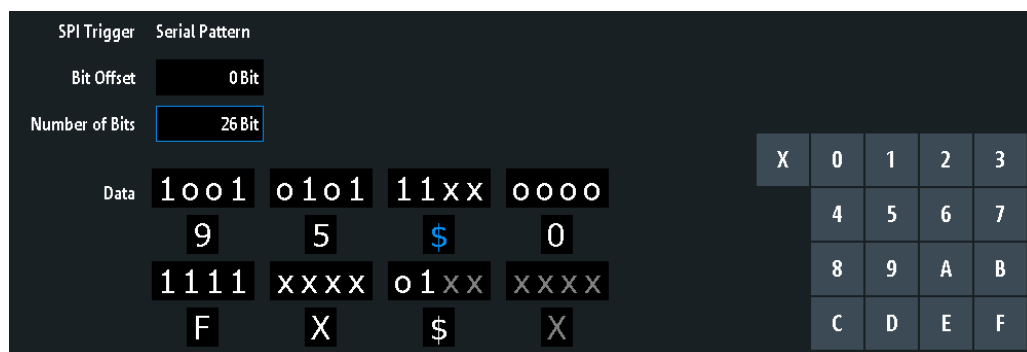 SPI Trigger Serial Pattern
Bit Offset 0 Bit
Number of Bits 26 Bit
X 0 1 2 3
Data 1oo1 o1o1 11xx oooo
4 5 6 7
9 5 $ 0
8 9 A B
1111 xxxx o1xx xxxx
C D E F
F X $ X